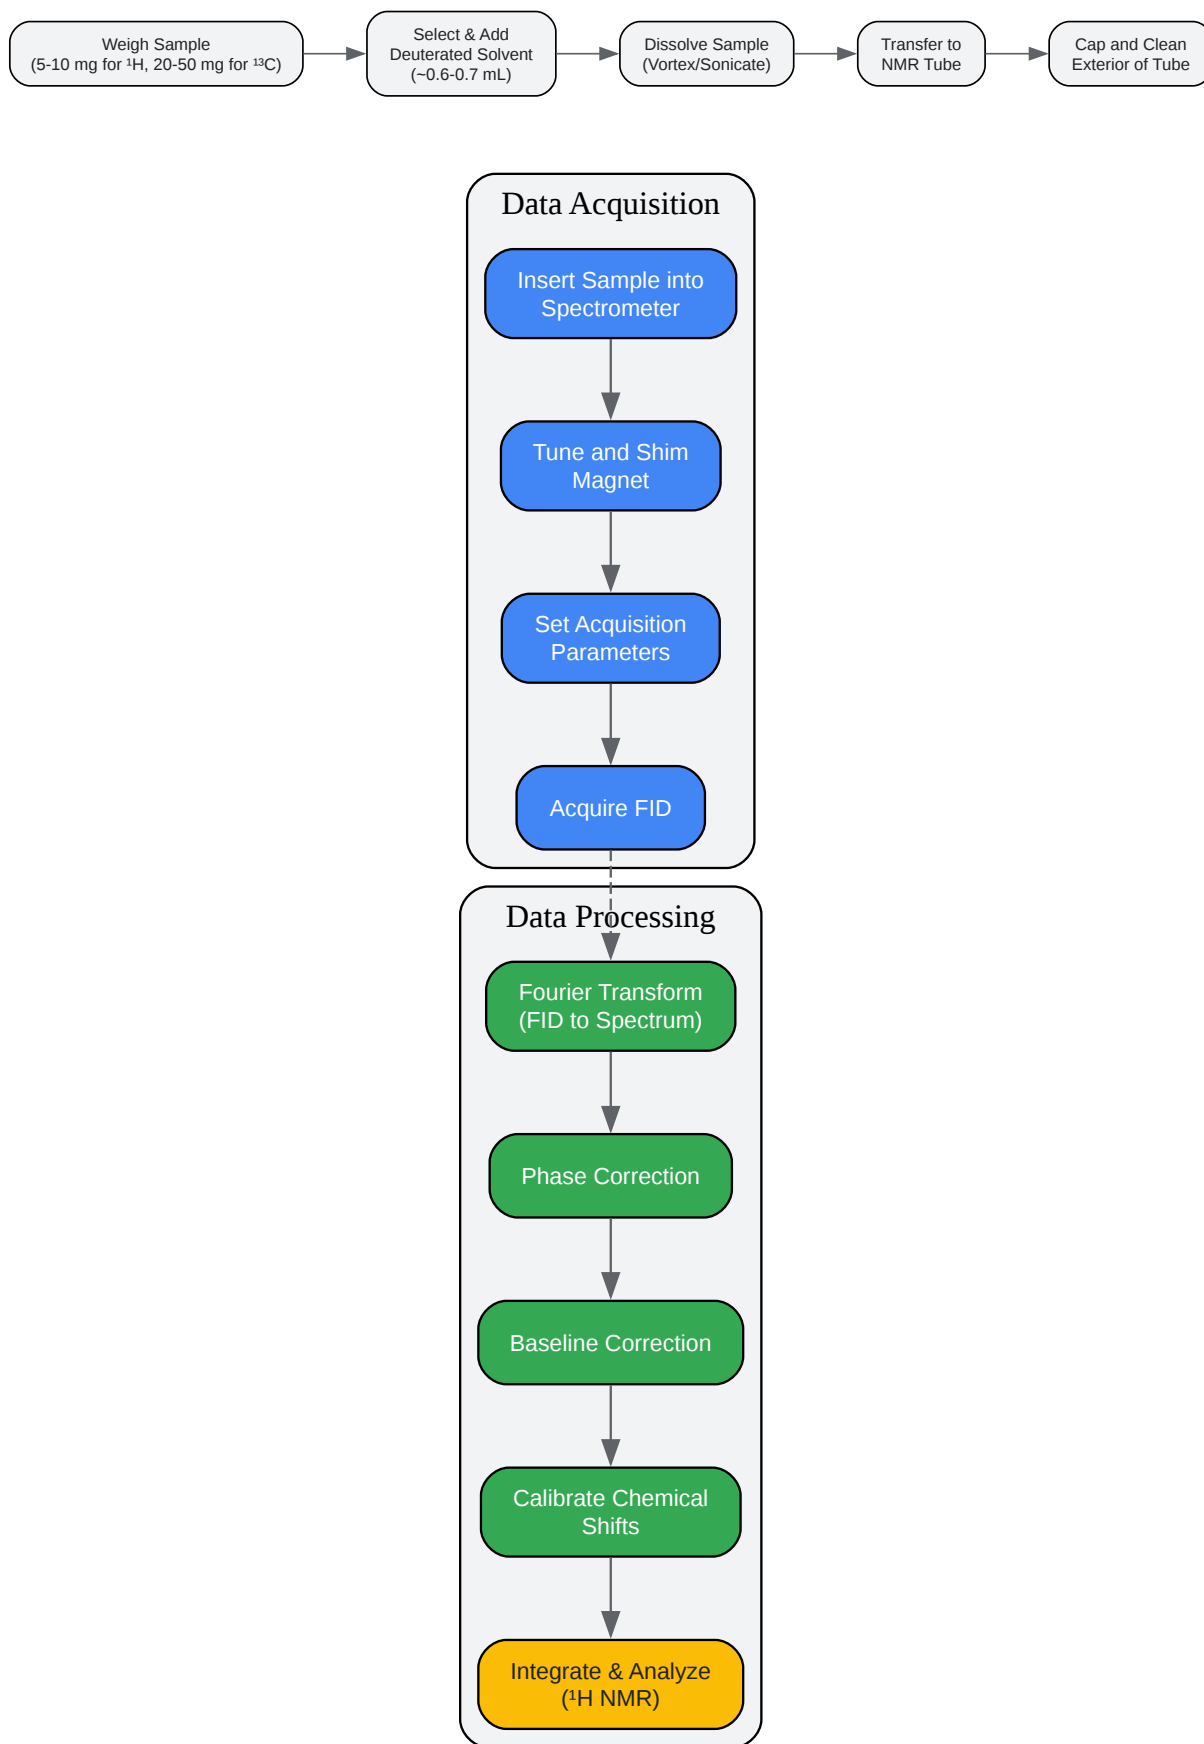 Weigh Sample
(5-10 mg for ¹H, 20-50 mg for ¹³C)
Select & Add
Deuterated Solvent
(~0.6-0.7 mL)
Dissolve Sample
(Vortex/Sonicate)
Transfer to
NMR Tube
Cap and Clean
Exterior of Tube
Data Acquisition
Insert Sample into
Spectrometer
Tune and Shim
Magnet
Set Acquisition
Parameters
Acquire FID
Data Processing
Fourier Transform
(FID to Spectrum)
Phase Correction
Baseline Correction
Calibrate Chemical
Shifts
Integrate & Analyze
(¹H NMR)